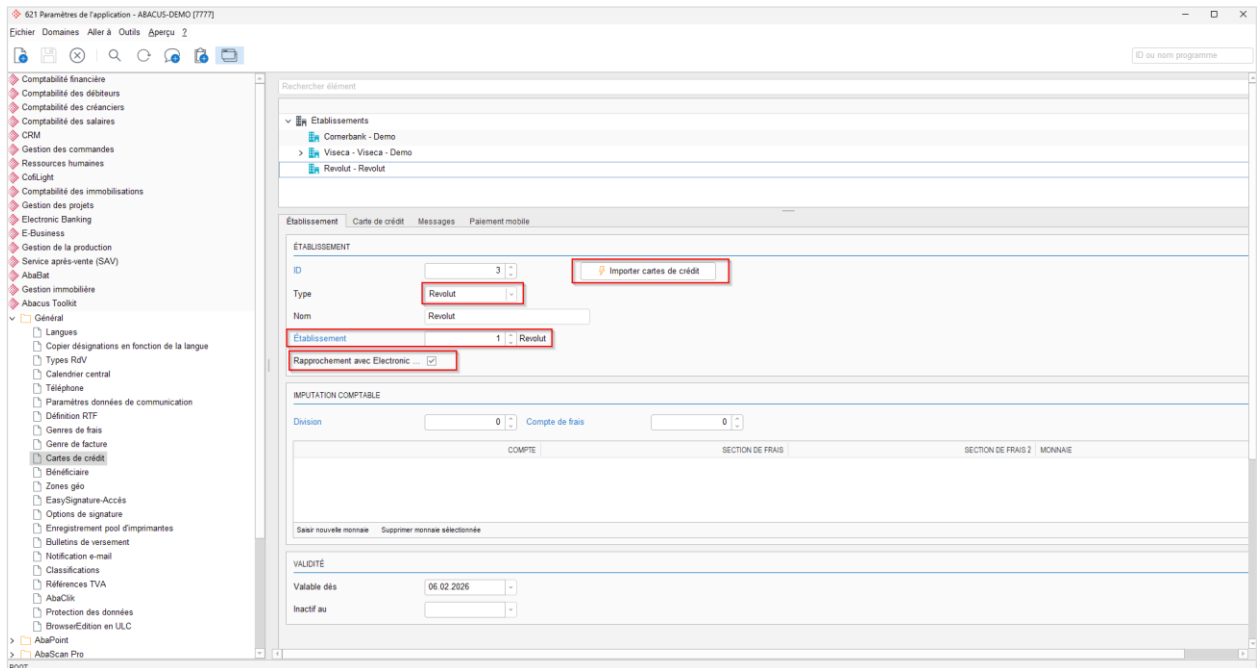 621 Paramètres de l'application - ABACUS-DEMO [7777]
Fichier Domaines Aller à Outils Aperçu ?
ID ou nom programme
Comptabilité financière
Comptabilité des débiteurs
Comptabilité des créanciers
Comptabilité des salaires
CRM
Gestion des commandes
Ressources humaines
CofiLight
Comptabilité des immobilisations
Gestion des projets
Electronic Banking
E-Business
Gestion de la production
Service après-vente (SAV)
AbaBat
Gestion immobilière
Abacus Toolkit
Général
Langues
Copier désignations en fonction de la langue
Types RdV
Calendrier central
Téléphone
Paramètres données de communication
Définition RTF
Genres de frais
Genre de facture
Cartes de crédit
Bénéficiaire
Zones géo
EasySignature-Accès
Options de signature
Enregistrement pool d'imprimantes
Bulletins de versement
Notification e-mail
Classifications
Références TVA
AbaClik
Protection des données
BrowserEdition en ULC
AbaPoint
AbaScan Pro
ROOT
Rechercher élément
Établissements
Cornerbank - Demo
Viseca - Viseca - Demo
Revolut - Revolut
Établissement Carte de crédit Messages Paiement mobile
ÉTABLISSEMENT
ID 3 Importer cartes de crédit
Type Revolut
Nom Revolut
Établissement 1 Revolut
Rapprochement avec Electronic ...
IMPUTATION COMPTABLE
Division 0 Compte de frais 0
COMPTE SECTION DE FRAIS SECTION DE FRAIS 2 MONNAIE
Saisir nouvelle monnaie Supprimer monnaie sélectionnée
VALIDITÉ
Valable dès 06.02.2026
Inactif au